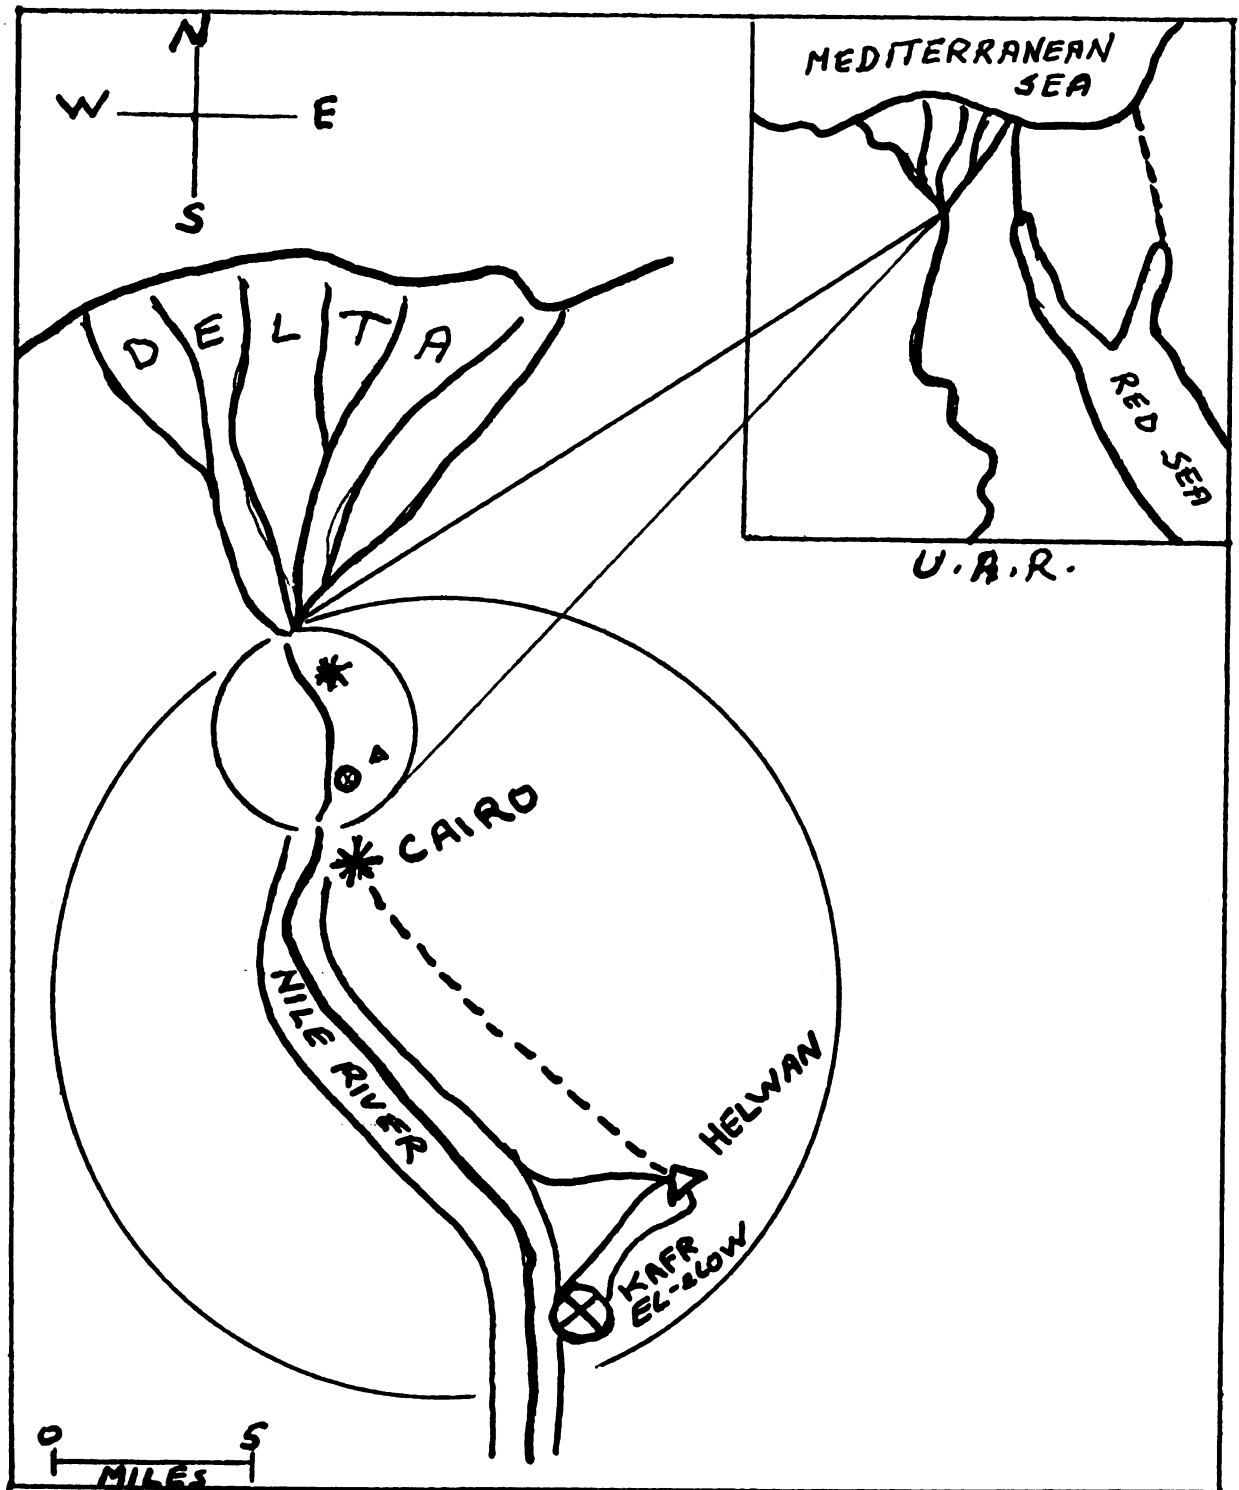 N
W E
S
MEDITERRANEAN
SEA
RED SEA
U.A.R.
DELTA
CAIRO
NILE RIVER
HELWAN
KAFR
EL-ELOW
0 5
MILES